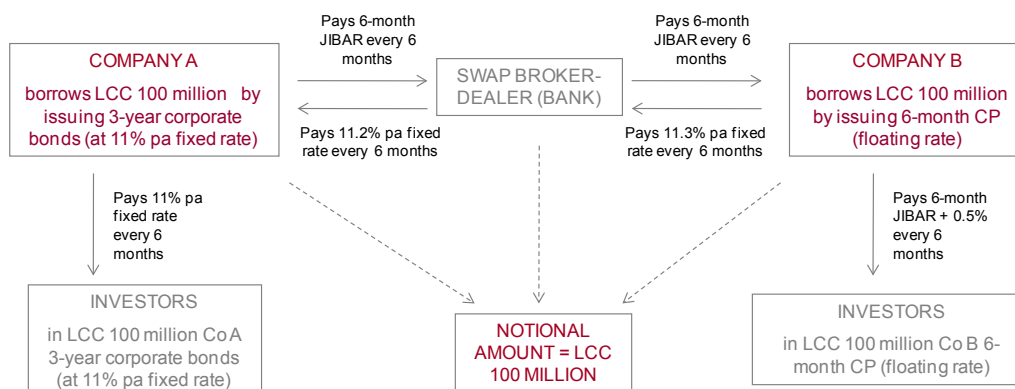 Pays 6-month
JIBAR every 6
months
Pays 6-month
JIBAR every 6
months
COMPANY A
borrows LCC 100 million by
issuing 3-year corporate
bonds (at 11% pa fixed rate)
SWAP BROKER-
DEALER (BANK)
COMPANY B
borrows LCC 100 million
by issuing 6-month CP
(floating rate)
Pays 11.2% pa fixed
rate every 6 months
Pays 11.3% pa fixed
rate every 6 months
Pays 11% pa
fixed rate
every 6
months
Pays 6-month
JIBAR + 0.5%
every 6
months
INVESTORS
in LCC 100 million Co A
3-year corporate bonds
(at 11% pa fixed rate)
NOTIONAL
AMOUNT = LCC
100 MILLION
INVESTORS
in LCC 100 million Co B 6-
month CP (floating rate)